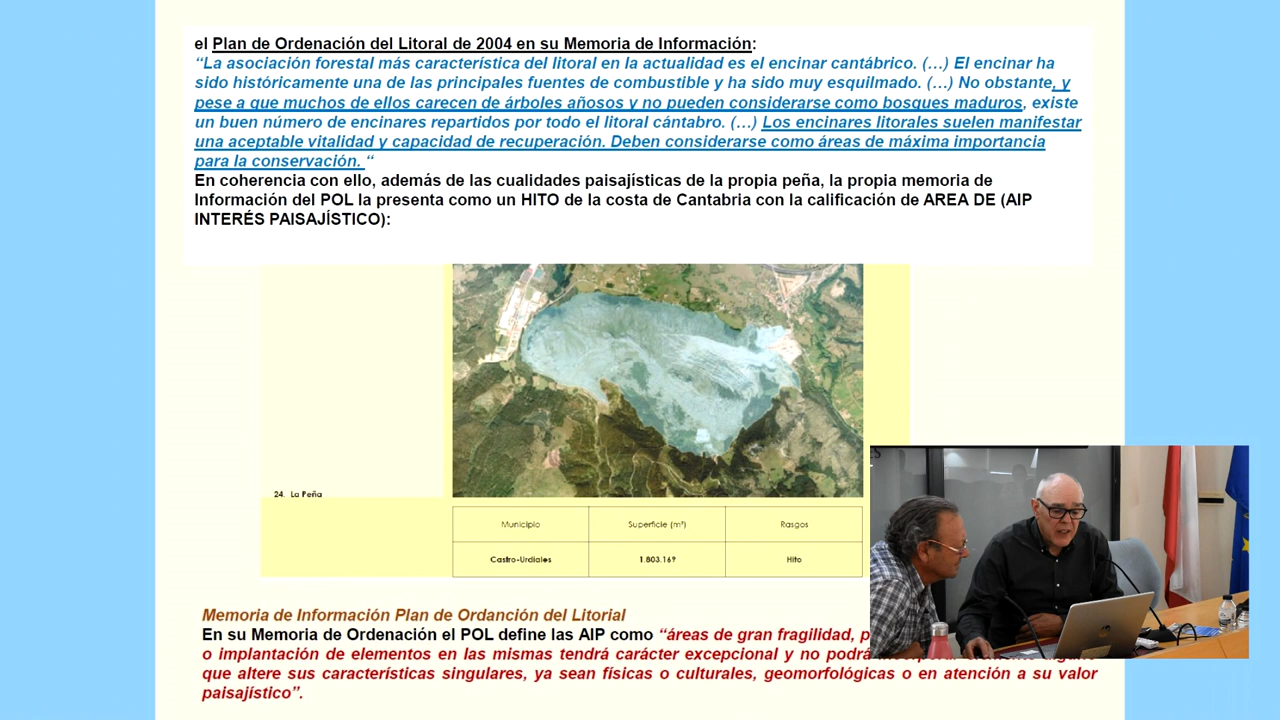 el Plan de Ordenación del Litoral de 2004 en su Memoria de Información:
“La asociación forestal más característica del litoral en la actualidad es el encinar cantábrico. (…) El encinar ha
sido históricamente una de las principales fuentes de combustible y ha sido muy esquilmado. (…) No obstante, y
pese a que muchos de ellos carecen de árboles añosos y no pueden considerarse como bosques maduros, existe
un buen número de encinares repartidos por todo el litoral cántabro. (…) Los encinares litorales suelen manifestar
una aceptable vitalidad y capacidad de recuperación. Deben considerarse como áreas de máxima importancia
para la conservación. “
En coherencia con ello, además de las cualidades paisajísticas de la propia peña, la propia memoria de
Información del POL la presenta como un HITO de la costa de Cantabria con la calificación de AREA DE (AIP
INTERÉS PAISAJÍSTICO):
24. La Peña
Municipio Superficie (m²) Rasgos
Castro-Urdiales 1.803.169 Hito
Memoria de Información Plan de Ordanción del Litorial
En su Memoria de Ordenación el POL define las AIP como “áreas de gran fragilidad,
o implantación de elementos en las mismas tendrá carácter excepcional y no podrá
que altere sus características singulares, ya sean físicas o culturales, geomorfológicas o en atención a su valor
paisajístico”.